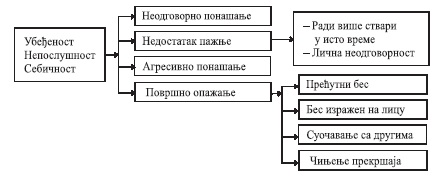 Убеђеност
Непослушност
Себичност
Неодговорно понашање
Недостатак пажње
Агресивно понашање
Површно опажање
– Ради више ствари
у исто време
– Лична неодговорност
Прећутни бес
Бес изражен на лицу
Суочавање са другима
Чињење прекршаја